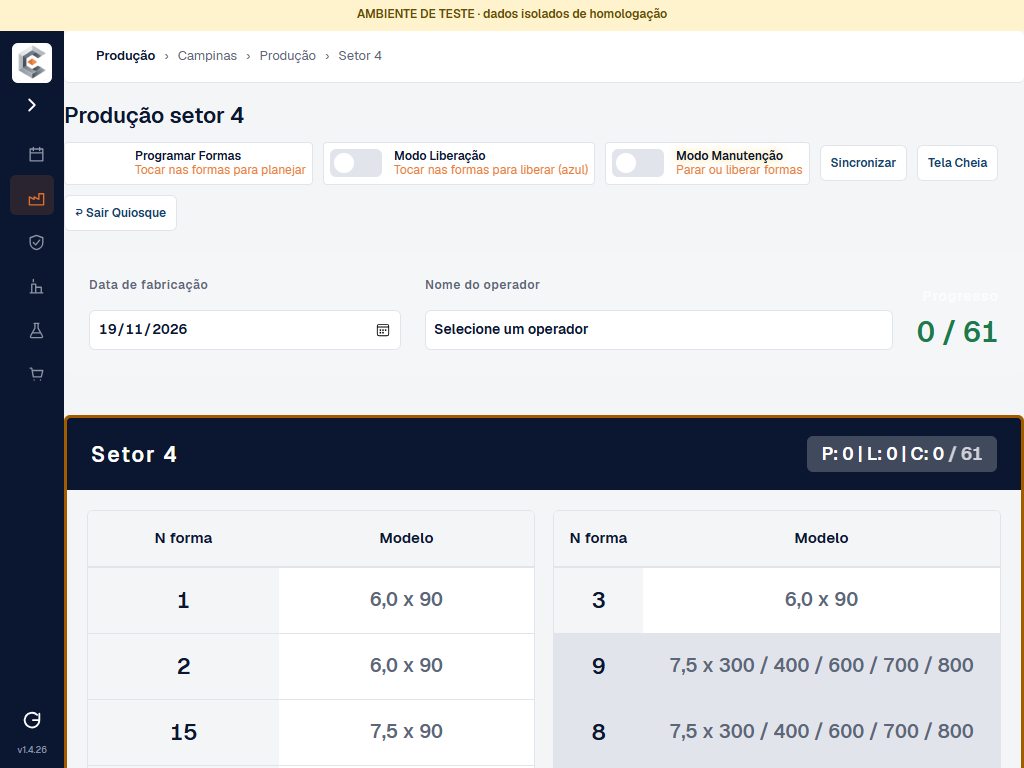 AMBIENTE DE TESTE · dados isolados de homologação
Produção › Campinas › Produção › Setor 4
Produção setor 4
Programar Formas
Tocar nas formas para planejar
Modo Liberação
Tocar nas formas para liberar (azul)
Modo Manutenção
Parar ou liberar formas
Sincronizar
Tela Cheia
Sair Quiosque
Data de fabricação
Nome do operador
Progresso
19/11/2026
Selecione um operador
0 / 61
Setor 4
P: 0 | L: 0 | C: 0 / 61
N forma Modelo
1 6,0 x 90
2 6,0 x 90
15 7,5 x 90
N forma Modelo
3 6,0 x 90
9 7,5 x 300 / 400 / 600 / 700 / 800
8 7,5 x 300 / 400 / 600 / 700 / 800
v1.4.26